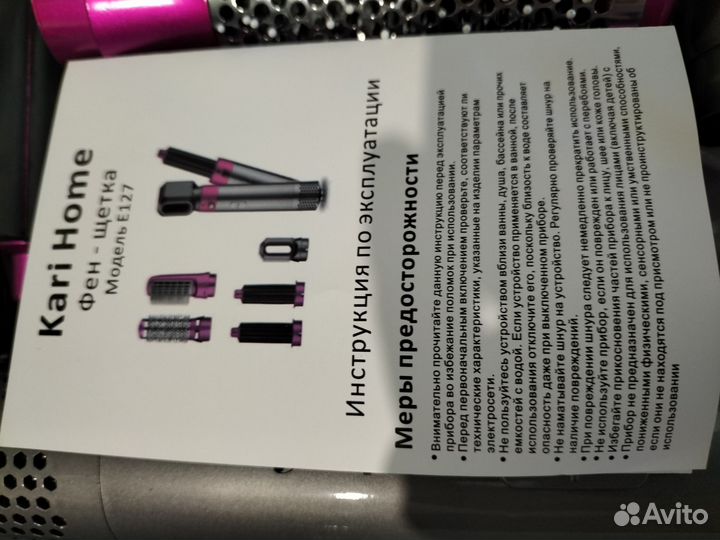 Kari Home
Фен - щетка
Модель Е127
Инструкция по эксплуатации
Меры предосторожности
• Внимательно прочитайте данную инструкцию перед эксплуатацией
прибора во избежание поломок при использовании.
• Перед первоначальным включением проверьте, соответствуют ли
технические характеристики, указанные на изделии параметрам
электросети.
• Не пользуйтесь устройством вблизи ванны, душа, бассейна или прочих
емкостей с водой. Если устройство применяется в ванной, после
использования отключите его, поскольку близость к воде составляет
опасность даже при выключенном приборе.
• Не наматывайте шнур на устройство. Регулярно проверяйте шнур на
наличие повреждений.
• При повреждении шнура следует немедленно прекратить использование.
• Не используйте прибор, если он поврежден или работает с перебоями.
• Избегайте прикосновения частей прибора к лицу, шее или коже головы.
• Прибор не предназначен для использования лицами (включая детей) с
пониженными физическими, сенсорными или умственными способностями,
если они не находятся под присмотром или не проинструктированы об
использовании
Avito